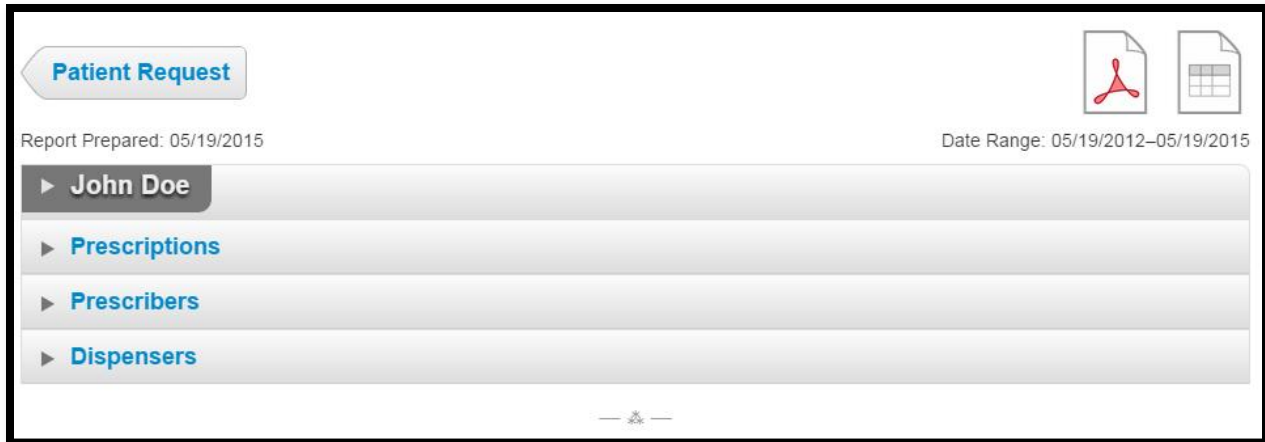 Patient Request
Report Prepared: 05/19/2015
Date Range: 05/19/2012–05/19/2015
John Doe
Prescriptions
Prescribers
Dispensers